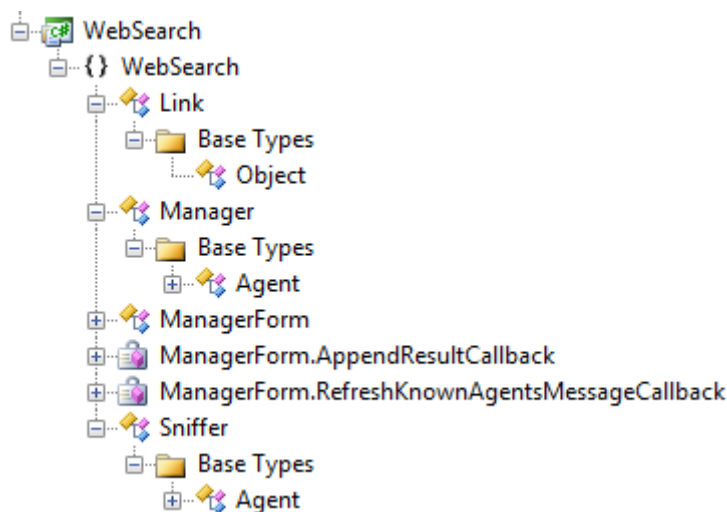 WebSearch
{} WebSearch
Link
Base Types
Object
Manager
Base Types
Agent
ManagerForm
ManagerForm.AppendResultCallback
ManagerForm.RefreshKnownAgentsMessageCallback
Sniffer
Base Types
Agent